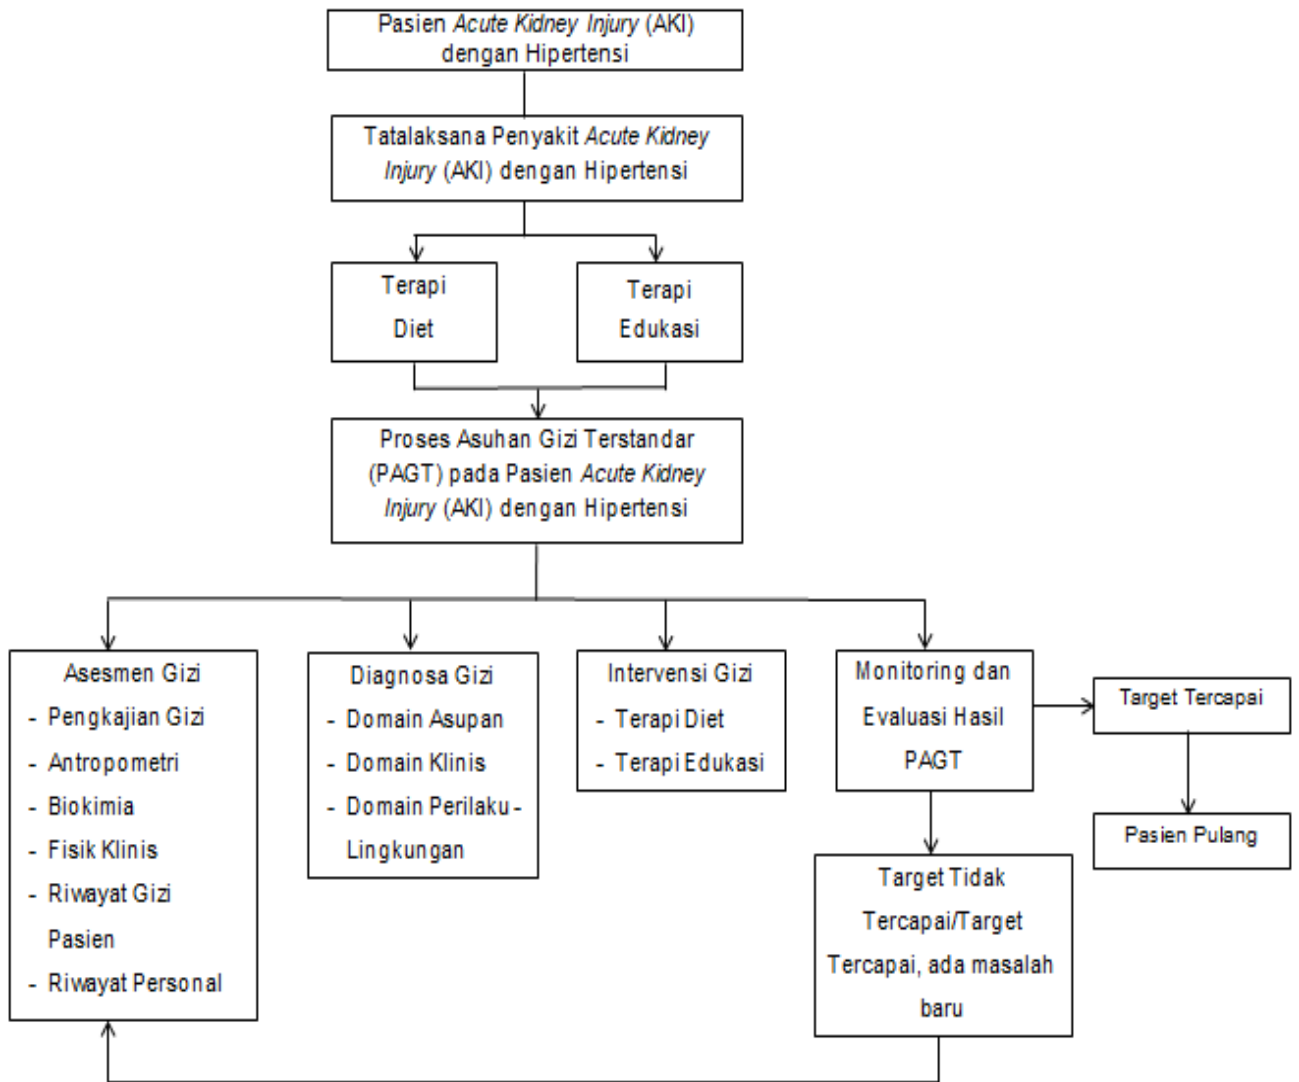 Pasien Acute Kidney Injury (AKI)
dengan Hipertensi
Tatalaksana Penyakit Acute Kidney
Injury (AKI) dengan Hipertensi
Terapi
Diet
Terapi
Edukasi
Proses Asuhan Gizi Terstandar
(PAGT) pada Pasien Acute Kidney
Injury (AKI) dengan Hipertensi
Asesmen Gizi
- Pengkajian Gizi
- Antropometri
- Biokimia
- Fisik Klinis
- Riwayat Gizi
Pasien
- Riwayat Personal
Diagnosa Gizi
- Domain Asupan
- Domain Klinis
- Domain Perilaku -
Lingkungan
Intervensi Gizi
- Terapi Diet
- Terapi Edukasi
Monitoring dan
Evaluasi Hasil
PAGT
Target Tercapai
Pasien Pulang
Target Tidak
Tercapai/Target
Tercapai, ada masalah
baru